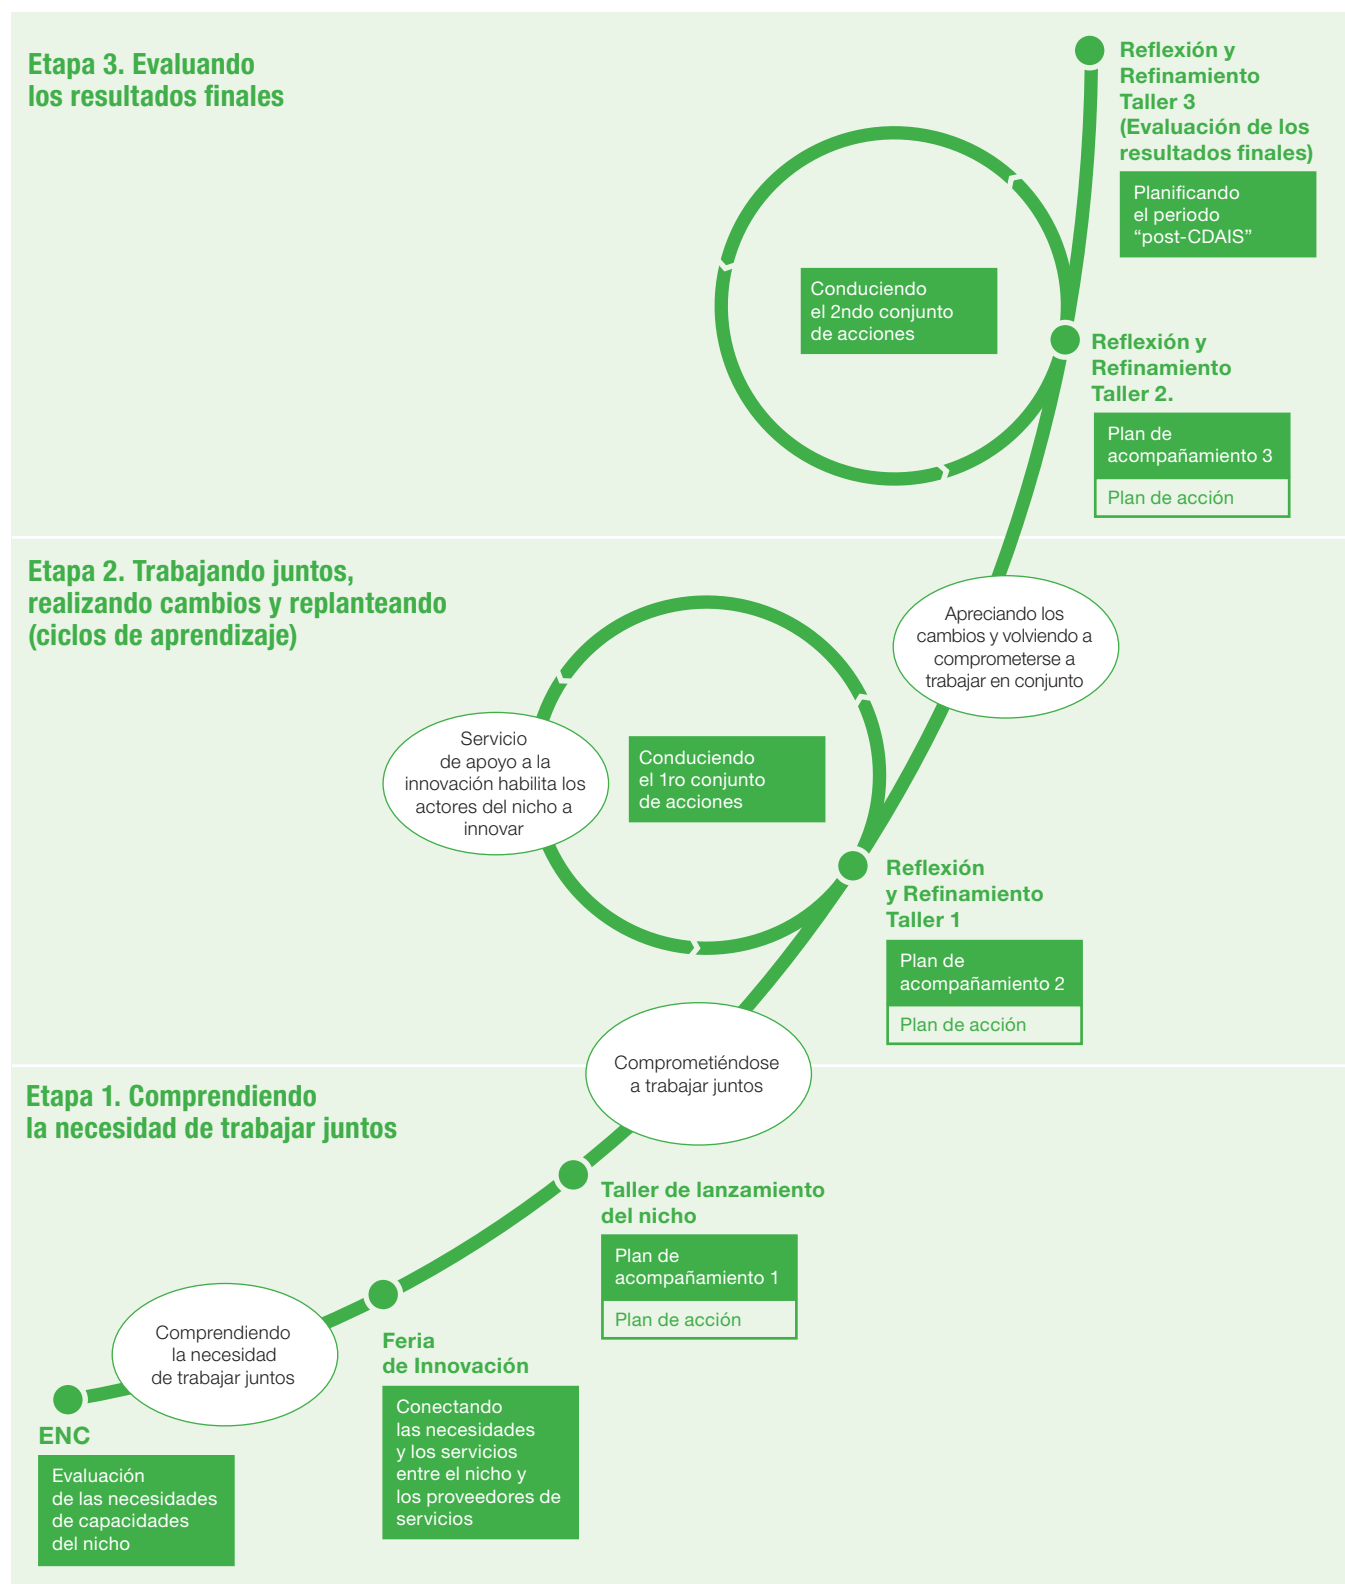 Etapa 3. Evaluando
los resultados finales
Reflexión y
Refinamiento
Taller 3
(Evaluación de los
resultados finales)
Planificando
el periodo
“post-CDAIS”
Conduciendo
el 2ndo conjunto
de acciones
Reflexión y
Refinamiento
Taller 2.
Plan de
acompañamiento 3
Plan de acción
Etapa 2. Trabajando juntos,
realizando cambios y replanteando
(ciclos de aprendizaje)
Apreciando los
cambios y volviendo a
comprometerse a
trabajar en conjunto
Servicio
de apoyo a la
innovación habilita los
actores del nicho a
innovar
Conduciendo
el 1ro conjunto
de acciones
Reflexión
y Refinamiento
Taller 1
Plan de
acompañamiento 2
Plan de acción
Comprometiéndose
a trabajar juntos
Etapa 1. Comprendiendo
la necesidad de trabajar juntos
Taller de lanzamiento
del nicho
Plan de
acompañamiento 1
Plan de acción
Comprendiendo
la necesidad
de trabajar juntos
Feria
de Innovación
Conectando
las necesidades
y los servicios
entre el nicho y
los proveedores de
servicios
ENC
Evaluación
de las necesidades
de capacidades
del nicho